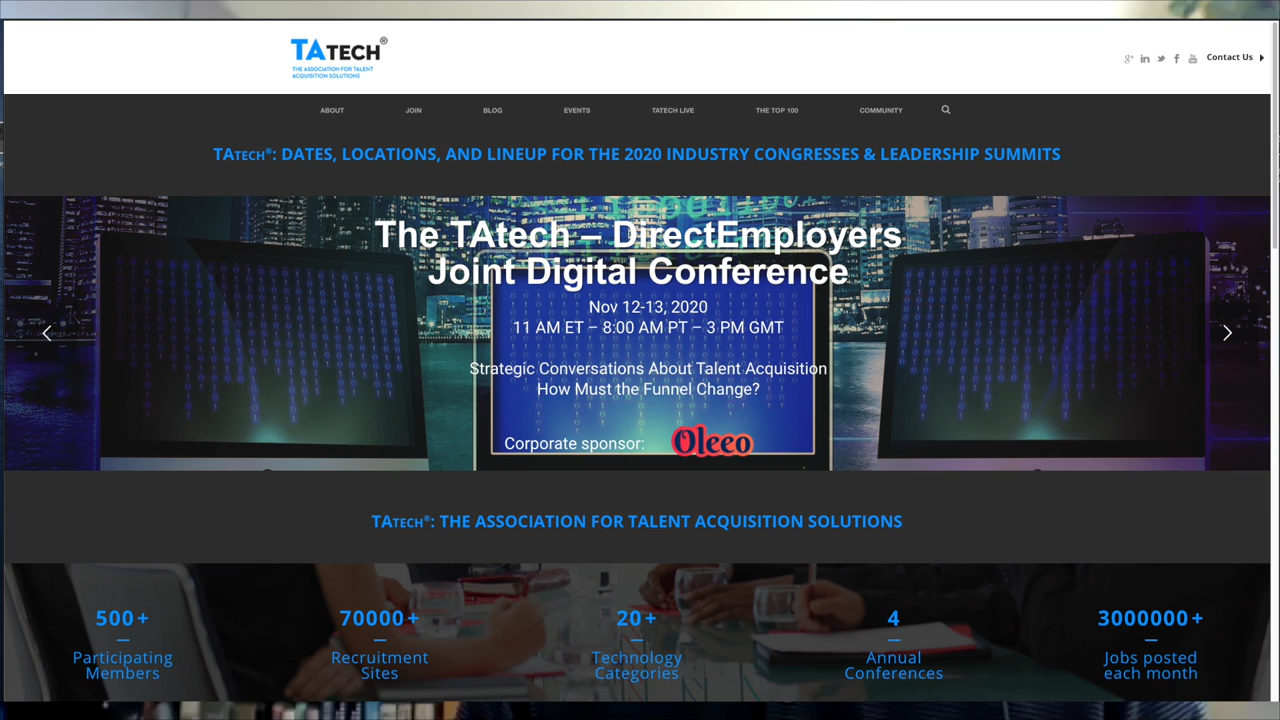 TATECH®
THE ASSOCIATION FOR TALENT
ACQUISITION SOLUTIONS
Contact Us
ABOUT JOIN BLOG EVENTS TATECH LIVE THE TOP 100 COMMUNITY
TATECH®: DATES, LOCATIONS, AND LINEUP FOR THE 2020 INDUSTRY CONGRESSES & LEADERSHIP SUMMITS
The TAtech – DirectEmployers
Joint Digital Conference
Nov 12-13, 2020
11 AM ET – 8:00 AM PT – 3 PM GMT
Strategic Conversations About Talent Acquisition
How Must the Funnel Change?
Corporate sponsor: Oleeo
TATECH®: THE ASSOCIATION FOR TALENT ACQUISITION SOLUTIONS
500+ 70000+ 20+ 4 3000000+
Participating Recruitment Technology Annual Jobs posted
Members Sites Categories Conferences each month